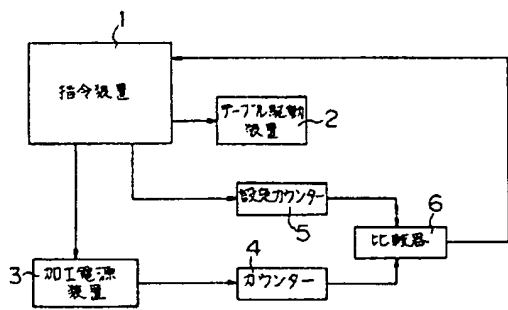 1
指令装置
テーブル駆動
装置
2
設定カウンター
5
6
比較器
3
加工電源
装置
4
カウンター